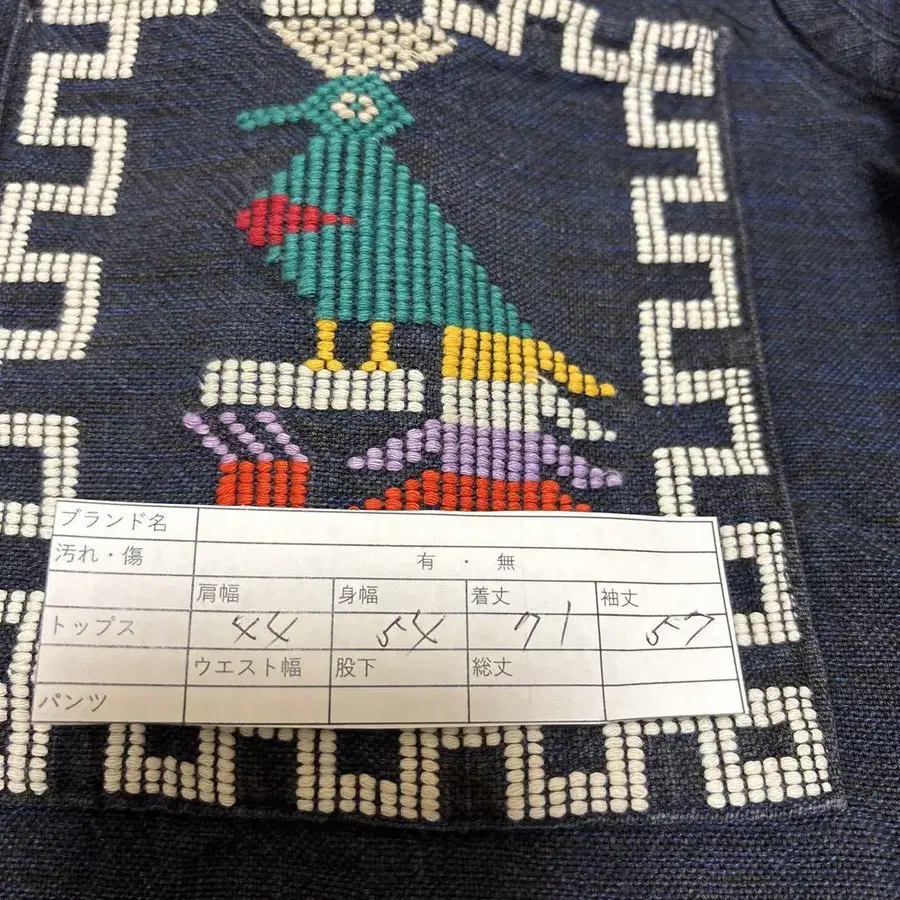 ブランド名
汚れ・傷 有 ・ 無
肩幅 身幅 着丈 袖丈
トップス 44 54 71 57
ウエスト幅 股下 総丈
パンツ